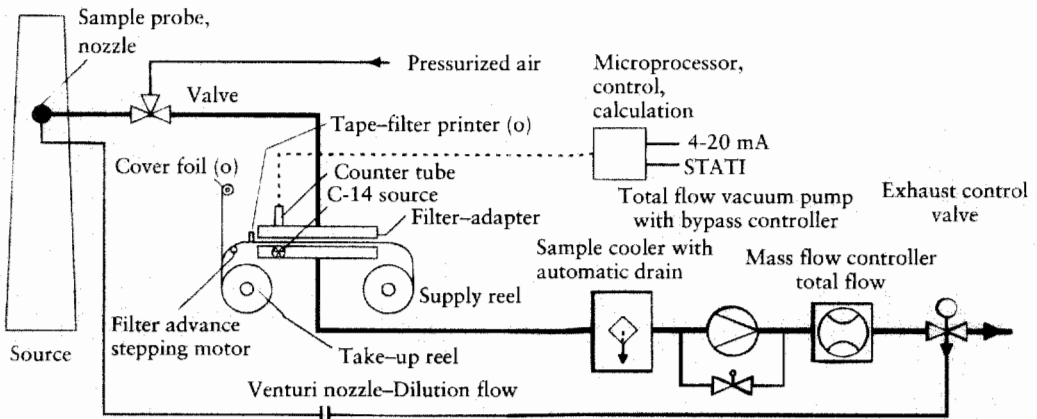 Sample probe,
nozzle
Pressurized air
Valve
Microprocessor,
control,
calculation
Tape–filter printer (o)
4-20 mA
STATI
Cover foil (o)
Counter tube
C-14 source
Filter–adapter
Total flow vacuum pump
with bypass controller
Exhaust control
valve
Sample cooler with
automatic drain
Mass flow controller
total flow
Supply reel
Filter advance
stepping motor
Source
Take–up reel
Venturi nozzle–Dilution flow